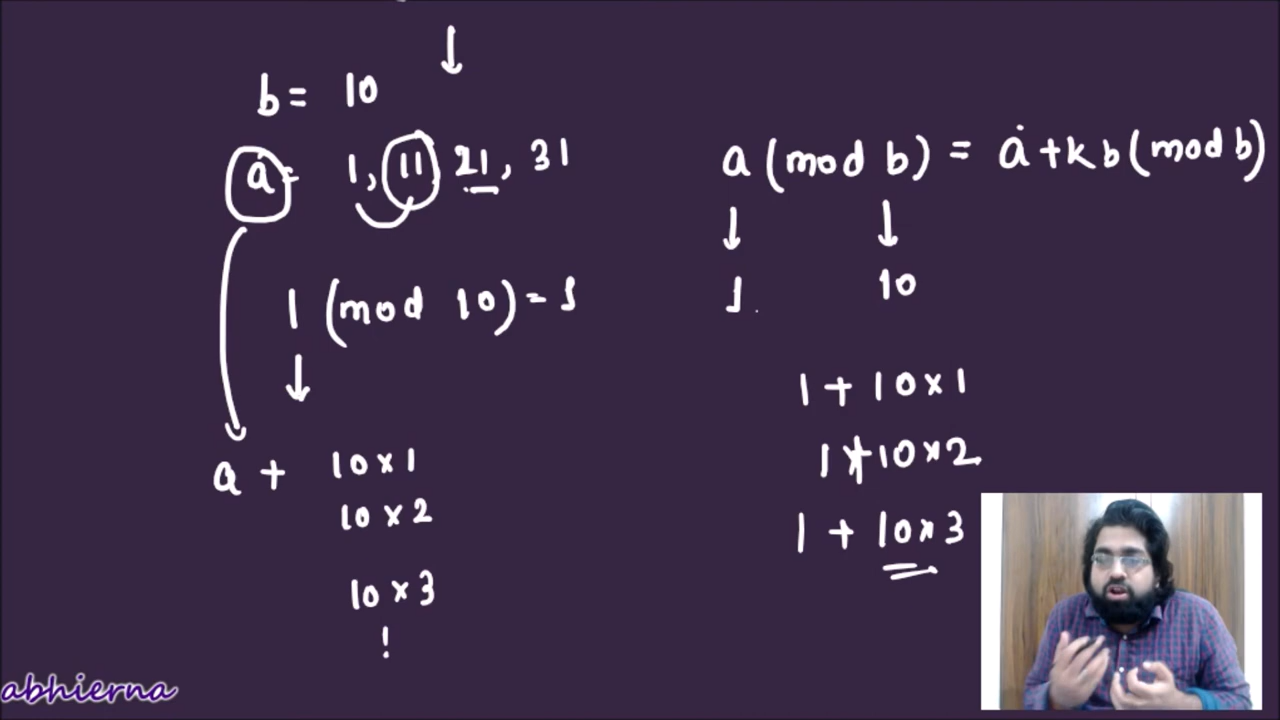 b = 10
a = 1, 11 21, 31
1 (mod 10) = 1
a + 10 x 1
10 x 2
10 x 3
!
a (mod b) = a + k b (mod b)
1 10
1 + 10 x 1
1 + 10 x 2
1 + 10 x 3
abhierna